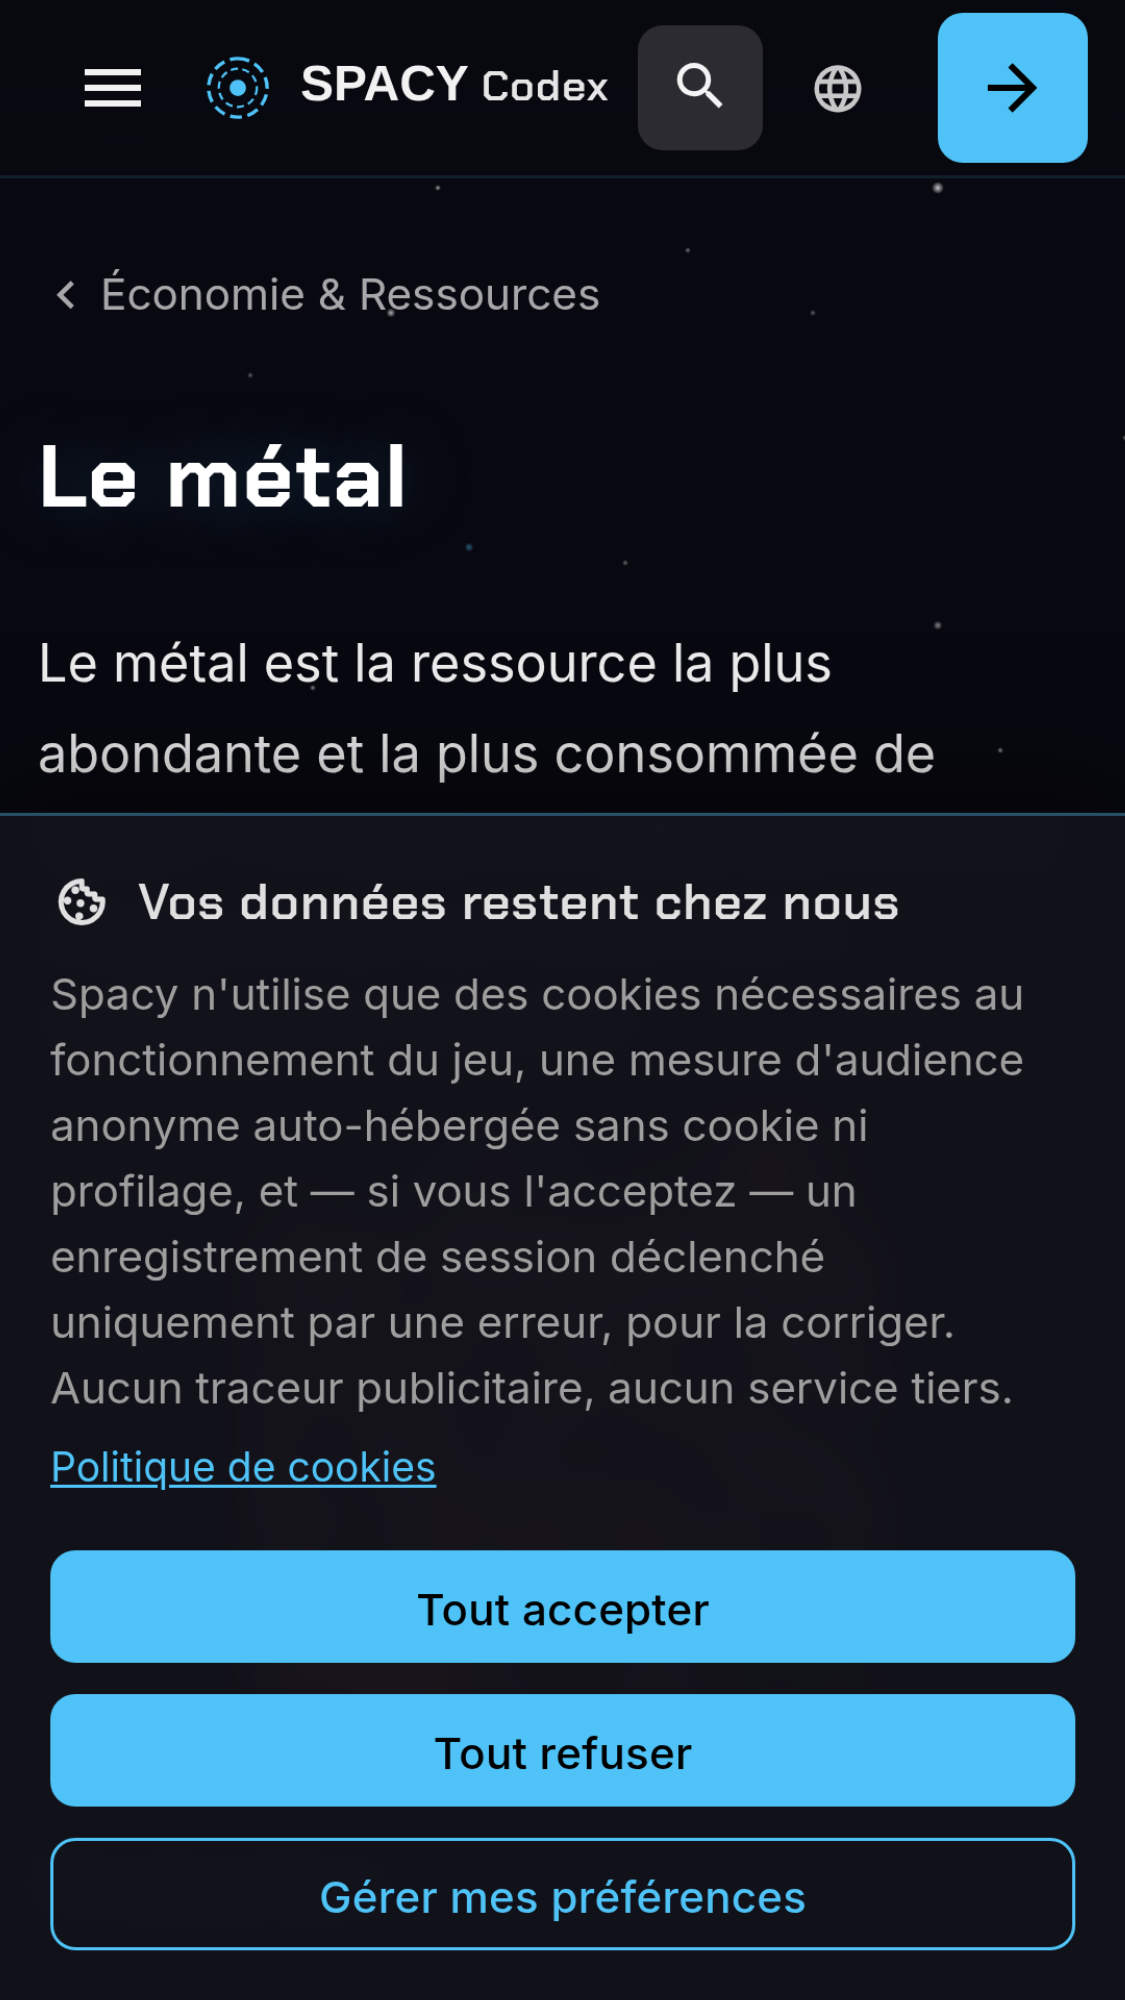 SPACY Codex
Économie & Ressources
Le métal
Le métal est la ressource la plus
abondante et la plus consommée de
Vos données restent chez nous
Spacy n'utilise que des cookies nécessaires au
fonctionnement du jeu, une mesure d'audience
anonyme auto-hébergée sans cookie ni
profilage, et — si vous l'acceptez — un
enregistrement de session déclenché
uniquement par une erreur, pour la corriger.
Aucun traceur publicitaire, aucun service tiers.
Politique de cookies
Tout accepter
Tout refuser
Gérer mes préférences